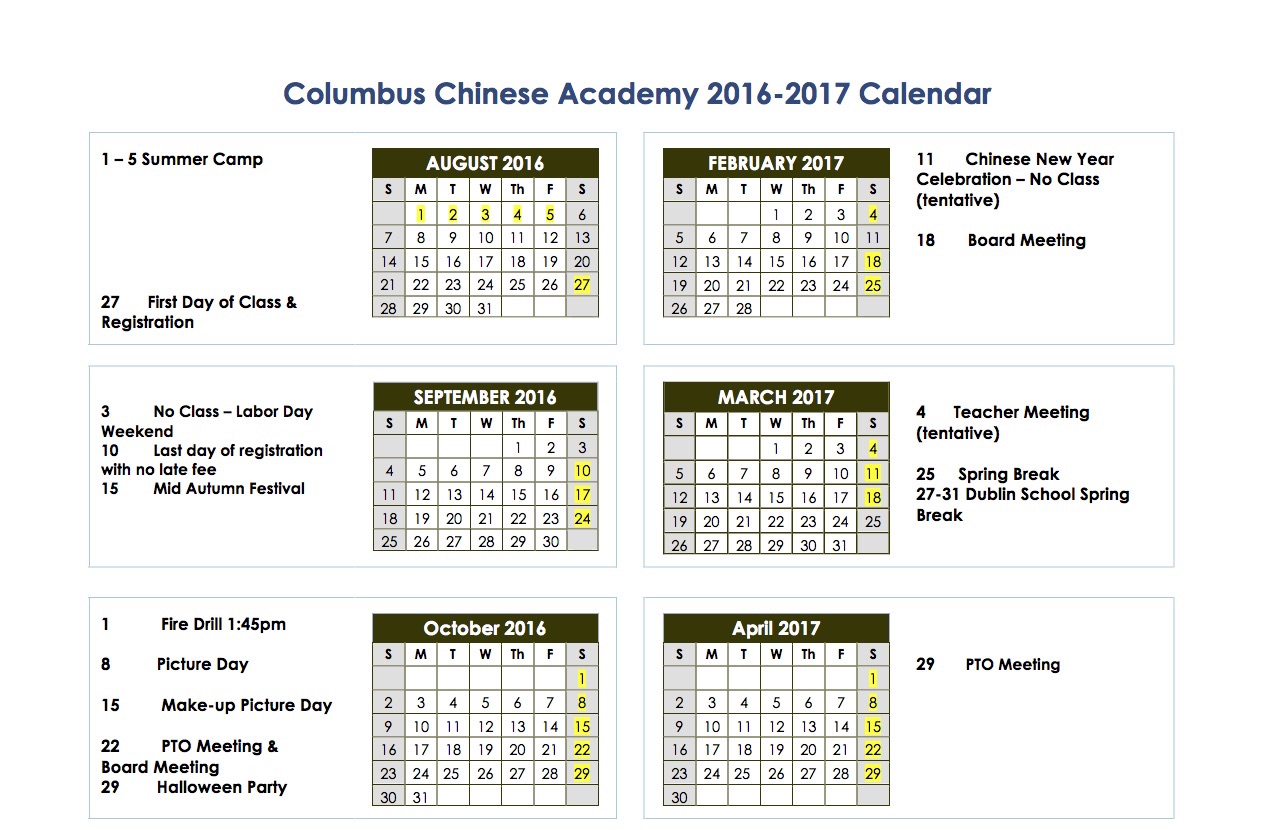 Columbus Chinese Academy 2016-2017 Calendar
1 – 5 Summer Camp
27 First Day of Class &
Registration
AUGUST 2016
S M T W Th F S
1 2 3 4 5 6
7 8 9 10 11 12 13
14 15 16 17 18 19 20
21 22 23 24 25 26 27
28 29 30 31
FEBRUARY 2017
S M T W Th F S
1 2 3 4
5 6 7 8 9 10 11
12 13 14 15 16 17 18
19 20 21 22 23 24 25
26 27 28
11 Chinese New Year
Celebration – No Class
(tentative)
18 Board Meeting
3 No Class – Labor Day
Weekend
10 Last day of registration
with no late fee
15 Mid Autumn Festival
SEPTEMBER 2016
S M T W Th F S
1 2 3
4 5 6 7 8 9 10
11 12 13 14 15 16 17
18 19 20 21 22 23 24
25 26 27 28 29 30
MARCH 2017
S M T W Th F S
1 2 3 4
5 6 7 8 9 10 11
12 13 14 15 16 17 18
19 20 21 22 23 24 25
26 27 28 29 30 31
4 Teacher Meeting
(tentative)
25 Spring Break
27-31 Dublin School Spring
Break
1 Fire Drill 1:45pm
8 Picture Day
15 Make-up Picture Day
22 PTO Meeting &
Board Meeting
29 Halloween Party
October 2016
S M T W Th F S
1
2 3 4 5 6 7 8
9 10 11 12 13 14 15
16 17 18 19 20 21 22
23 24 25 26 27 28 29
30 31
April 2017
S M T W Th F S
1
2 3 4 5 6 7 8
9 10 11 12 13 14 15
16 17 18 19 20 21 22
23 24 25 26 27 28 29
30
29 PTO Meeting